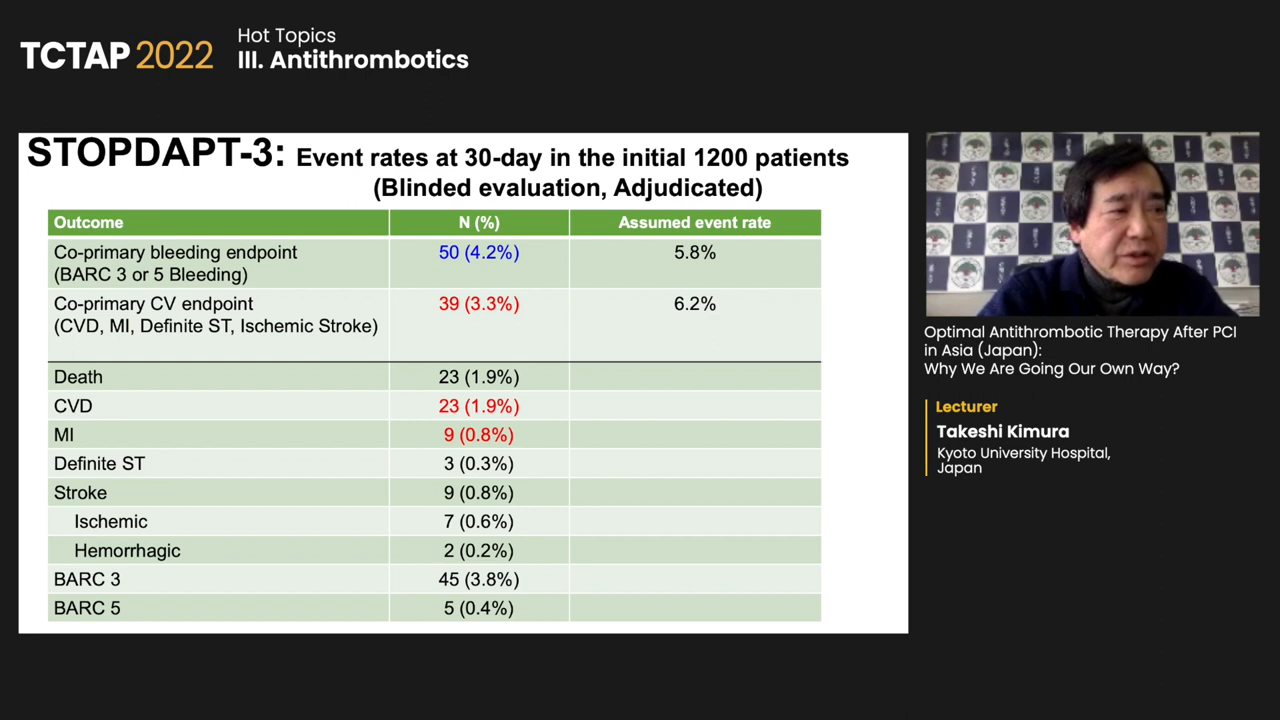 TCTAP 2022
Hot Topics
III. Antithrombotics
STOPDAPT-3: Event rates at 30-day in the initial 1200 patients
(Blinded evaluation, Adjudicated)
Outcome N (%) Assumed event rate
Co-primary bleeding endpoint 50 (4.2%) 5.8%
(BARC 3 or 5 Bleeding)
Co-primary CV endpoint 39 (3.3%) 6.2%
(CVD, MI, Definite ST, Ischemic Stroke)
Death 23 (1.9%)
CVD 23 (1.9%)
MI 9 (0.8%)
Definite ST 3 (0.3%)
Stroke 9 (0.8%)
Ischemic 7 (0.6%)
Hemorrhagic 2 (0.2%)
BARC 3 45 (3.8%)
BARC 5 5 (0.4%)
Optimal Antithrombotic Therapy After PCI
in Asia (Japan):
Why We Are Going Our Own Way?
Lecturer
Takeshi Kimura
Kyoto University Hospital,
Japan